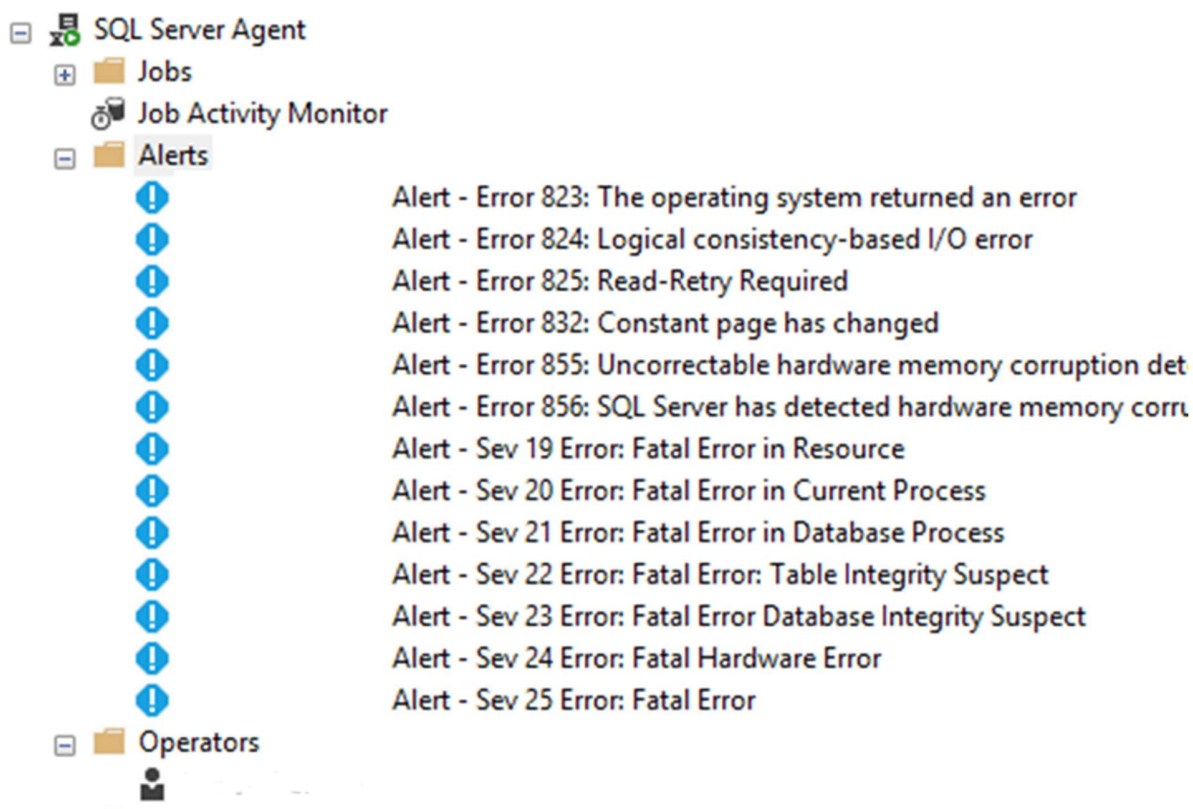 SQL Server Agent
Jobs
Job Activity Monitor
Alerts
Alert - Error 823: The operating system returned an error
Alert - Error 824: Logical consistency-based I/O error
Alert - Error 825: Read-Retry Required
Alert - Error 832: Constant page has changed
Alert - Error 855: Uncorrectable hardware memory corruption det
Alert - Error 856: SQL Server has detected hardware memory corru
Alert - Sev 19 Error: Fatal Error in Resource
Alert - Sev 20 Error: Fatal Error in Current Process
Alert - Sev 21 Error: Fatal Error in Database Process
Alert - Sev 22 Error: Fatal Error: Table Integrity Suspect
Alert - Sev 23 Error: Fatal Error Database Integrity Suspect
Alert - Sev 24 Error: Fatal Hardware Error
Alert - Sev 25 Error: Fatal Error
Operators